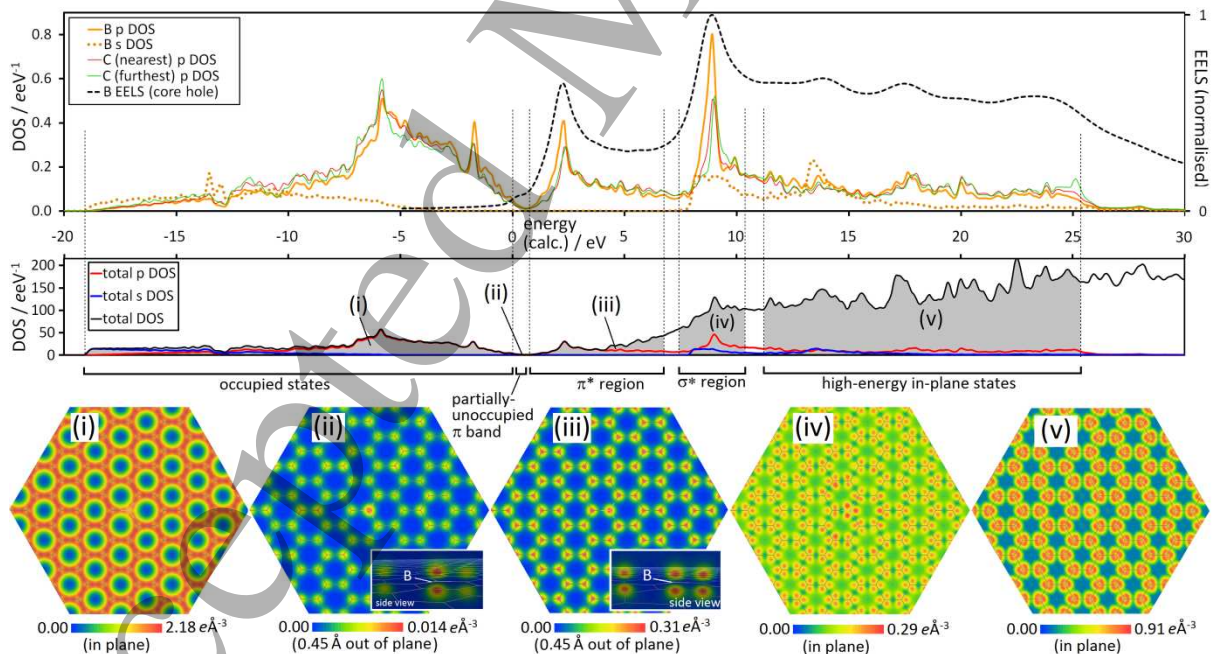 B p DOS
B s DOS
C (nearest) p DOS
C (furthest) p DOS
B EELS (core hole)
DOS / eeV⁻¹
0.8
0.6
0.4
0.2
0.0
1
0
EELS (normalised)
-20 -15 -10 -5 0 5 10 15 20 25 30
energy
(calc.) / eV
total p DOS
total s DOS
total DOS
DOS / eeV⁻¹
200
150
100
50
0
(i) (ii) (iii) (iv) (v)
occupied states
partially-
unoccupied
π band
π* region
σ* region
high-energy in-plane states
(i) (ii) (iii) (iv) (v)
B
side view
B
side view
0.00 2.18 eÅ⁻³
(in plane)
0.00 0.014 eÅ⁻³
(0.45 Å out of plane)
0.00 0.31 eÅ⁻³
(0.45 Å out of plane)
0.00 0.29 eÅ⁻³
(in plane)
0.00 0.91 eÅ⁻³
(in plane)